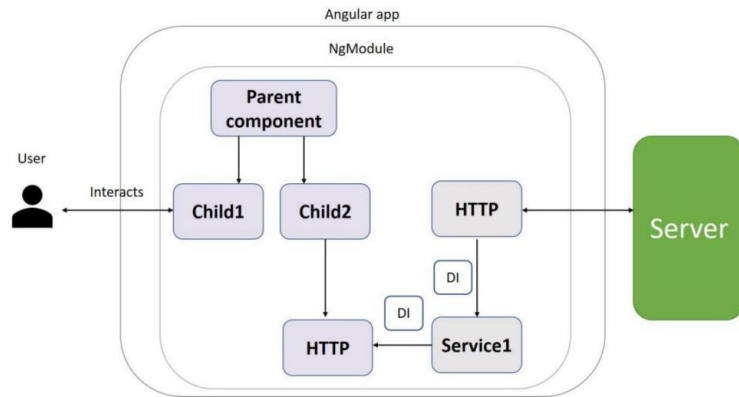 Angular app
NgModule
Parent
component
User
Interacts
Child1
Child2
HTTP
Server
DI
DI
HTTP
Service1